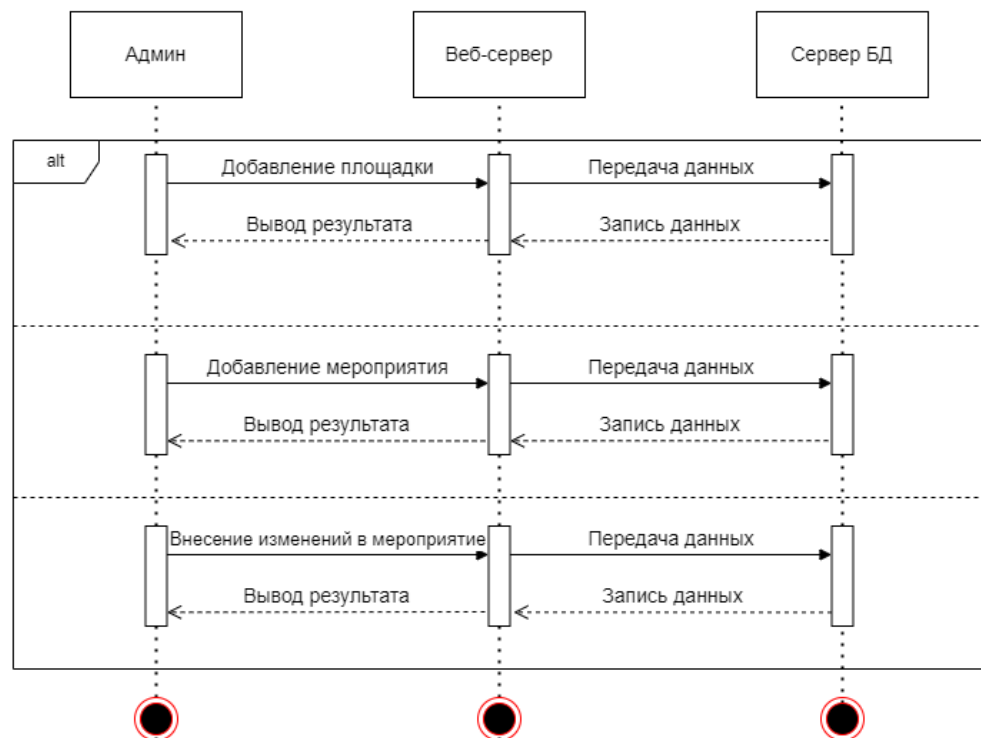 Админ
Веб-сервер
Сервер БД
alt
Добавление площадки
Передача данных
Вывод результата
Запись данных
Добавление мероприятия
Передача данных
Вывод результата
Запись данных
Внесение изменений в мероприятие
Передача данных
Вывод результата
Запись данных